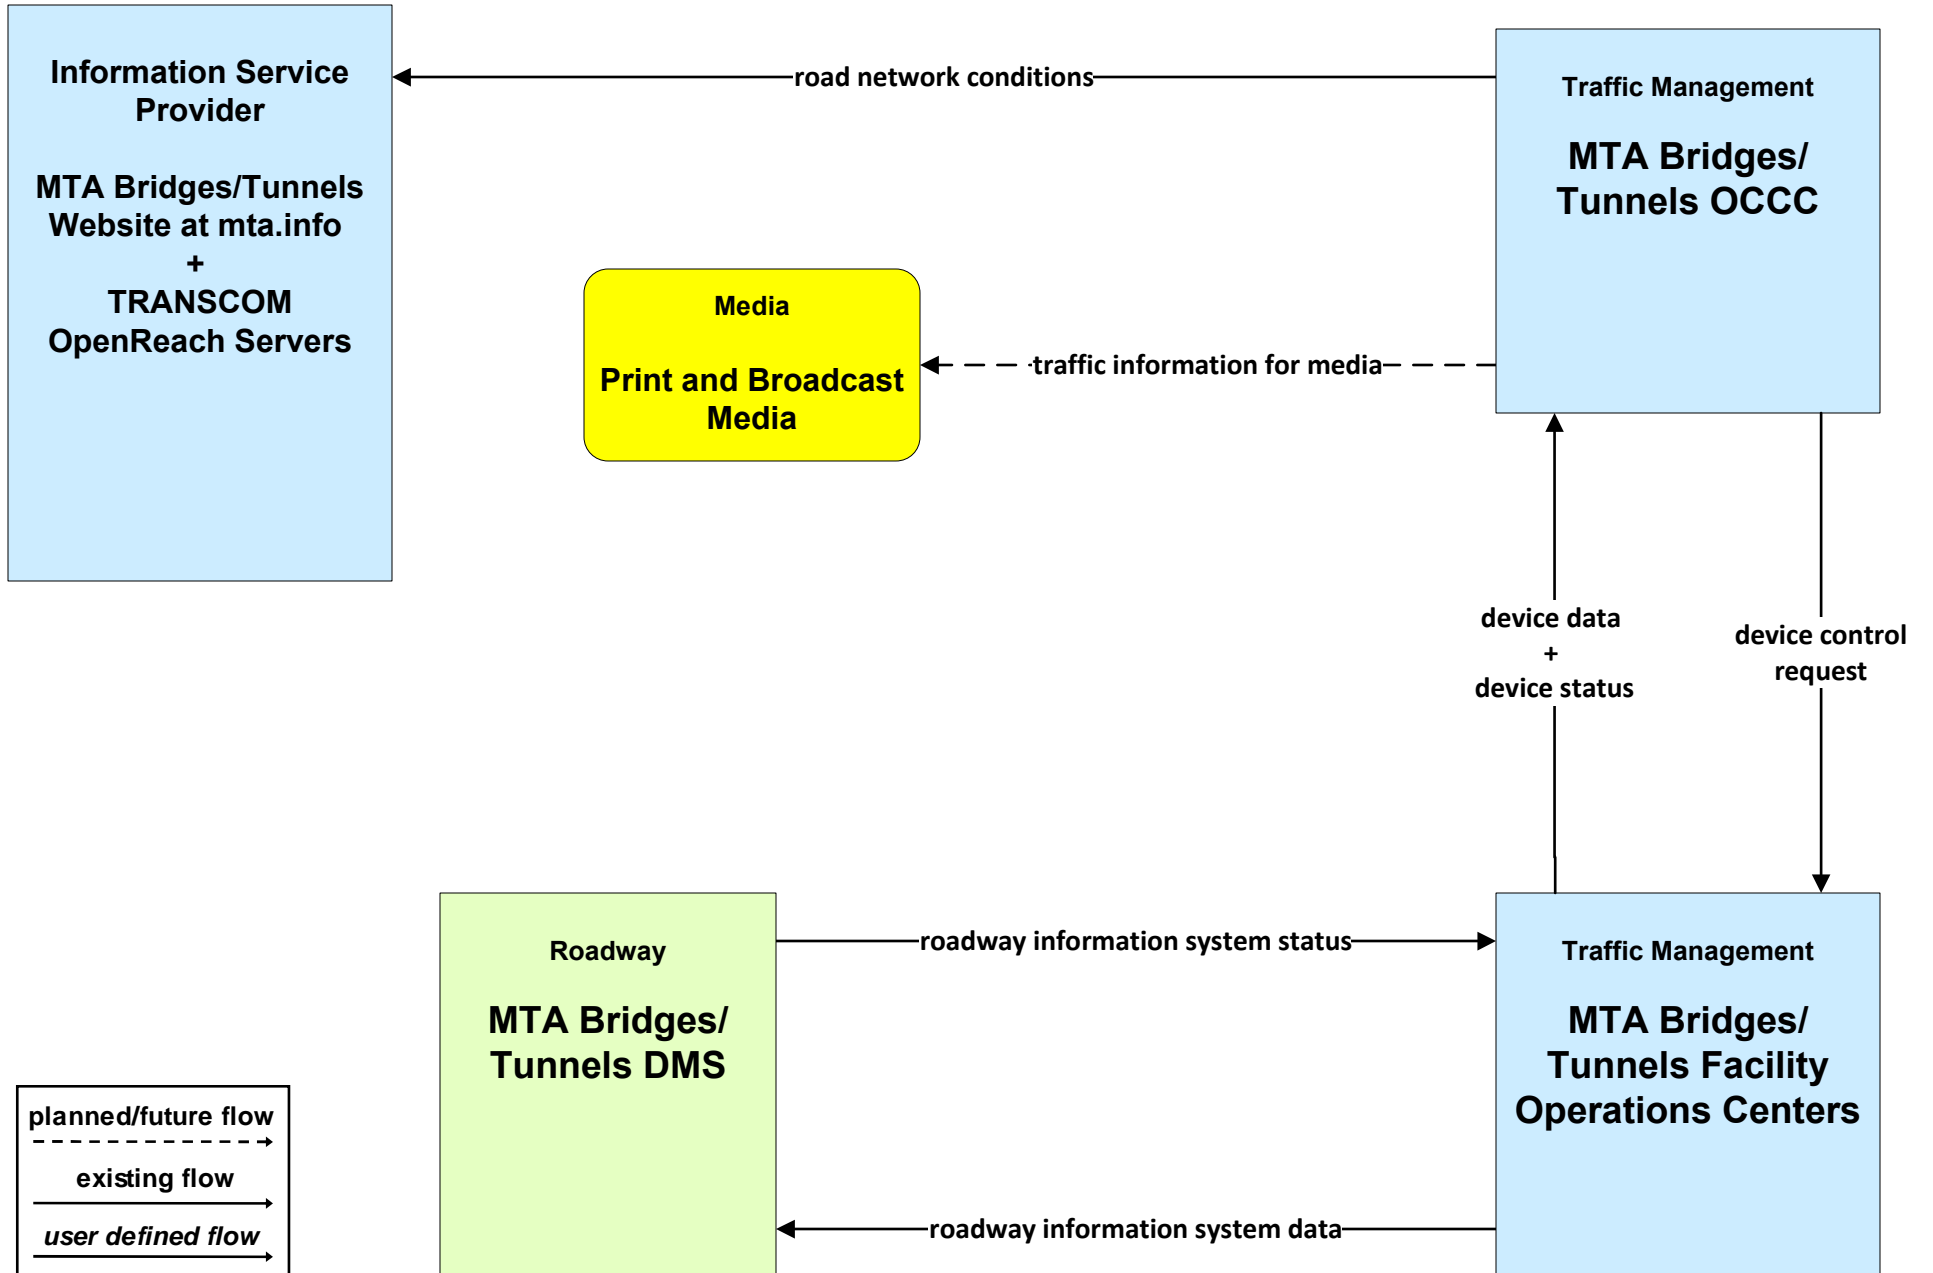 Information Service
Provider
MTA Bridges/Tunnels
Website at mta.info
+
TRANSCOM
OpenReach Servers
road network conditions
Traffic Management
MTA Bridges/
Tunnels OCCC
Media
Print and Broadcast
Media
traffic information for media
device data
+
device status
device control
request
Roadway
MTA Bridges/
Tunnels DMS
roadway information system status
Traffic Management
MTA Bridges/
Tunnels Facility
Operations Centers
roadway information system data
planned/future flow
existing flow
user defined flow